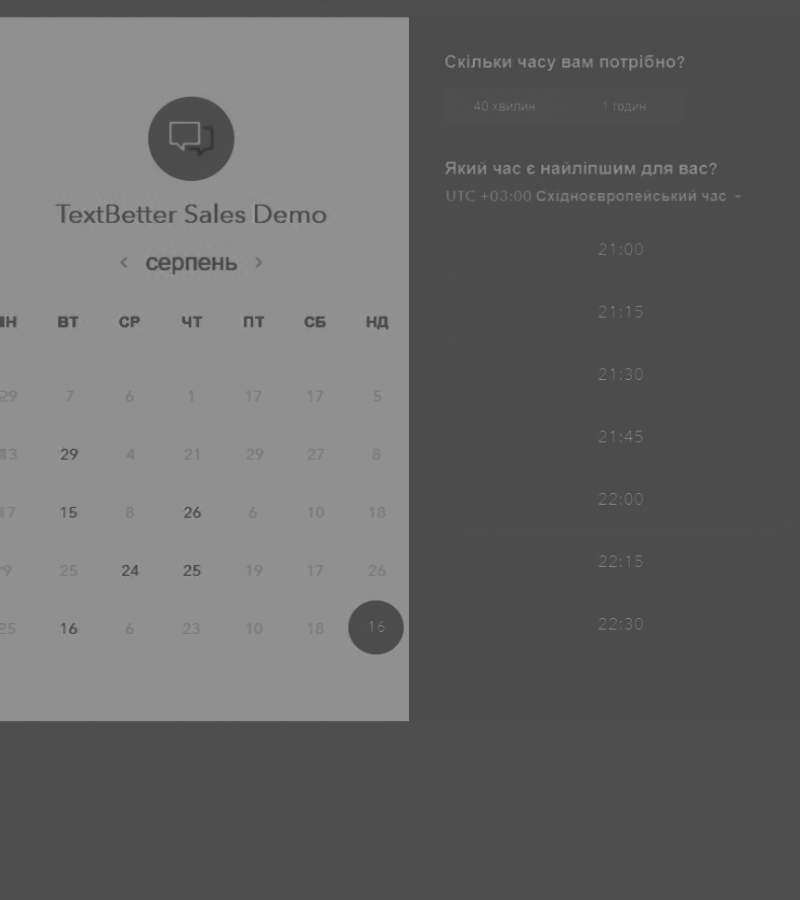 TextBetter Sales Demo
‹ серпень ›
ВТ СР ЧТ ПТ СБ НД
29 7 6 1 17 17 5
3 29 4 21 29 27 8
7 15 8 26 6 10 18
9 25 24 25 19 17 26
25 16 6 23 10 18 16
Скільки часу вам потрібно?
40 хвилин 1 годин
Який час є найліпшим для вас?
UTC +03:00 Східноєвропейський час
21:00
21:15
21:30
21:45
22:00
22:15
22:30